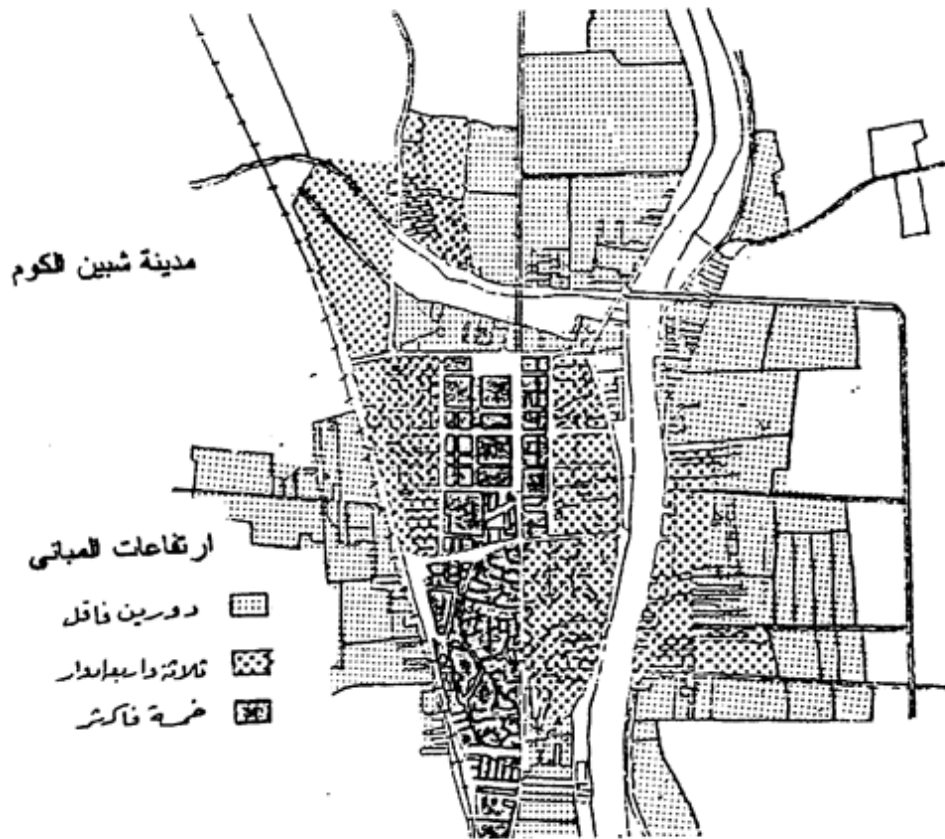 مدينة شبين الكوم
ارتفاعات المباني
دورين فاقل
ثلاثة واربعة ادوار
خمسة فاكثر